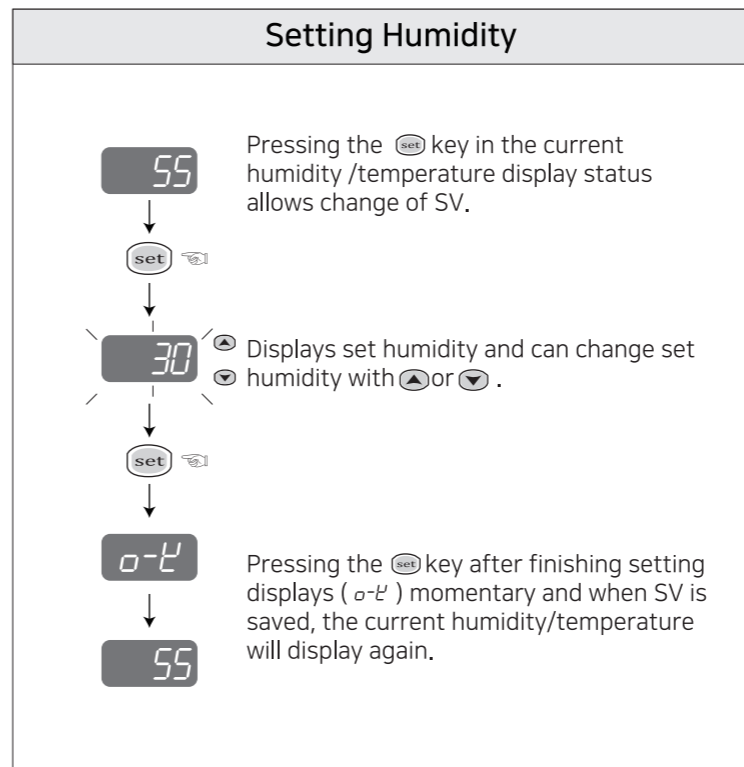 Setting Humidity
55
Pressing the set key in the current
humidity /temperature display status
allows change of SV.
set
30
Displays set humidity and can change set
humidity with or .
set
o-k
Pressing the set key after finishing setting
displays ( o-k ) momentary and when SV is
saved, the current humidity/temperature
will display again.
55